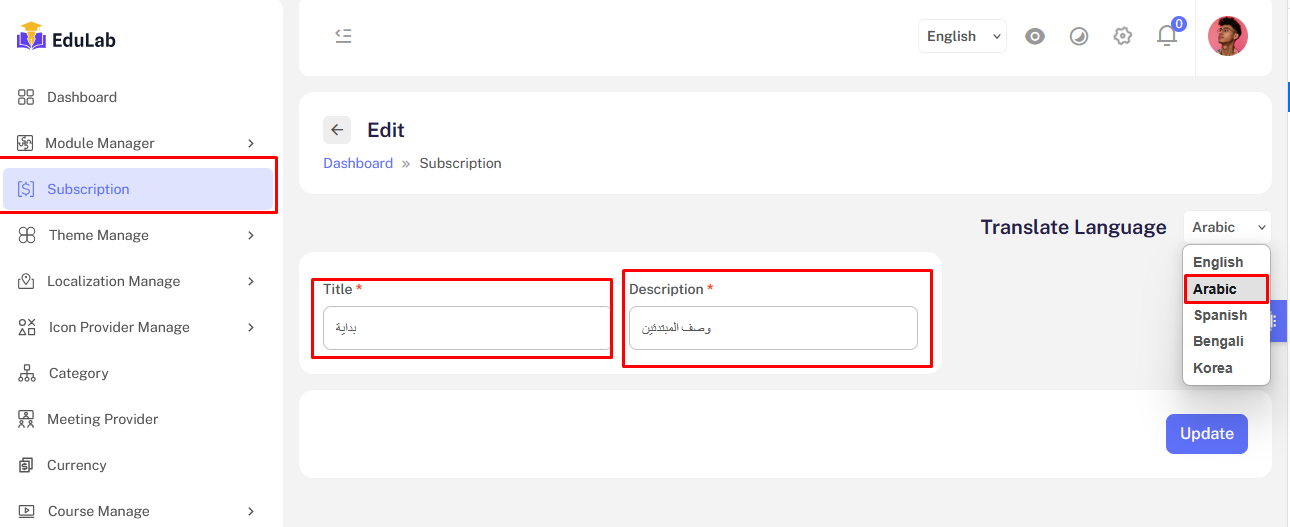 EduLab
Dashboard
Module Manager
Subscription
Theme Manage
Localization Manage
Icon Provider Manage
Category
Meeting Provider
Currency
Course Manage
English
0
Edit
Dashboard » Subscription
Translate Language
Arabic
English
Arabic
Spanish
Bengali
Korea
Title *
بداية
Description *
وصف المبتدئين
Update